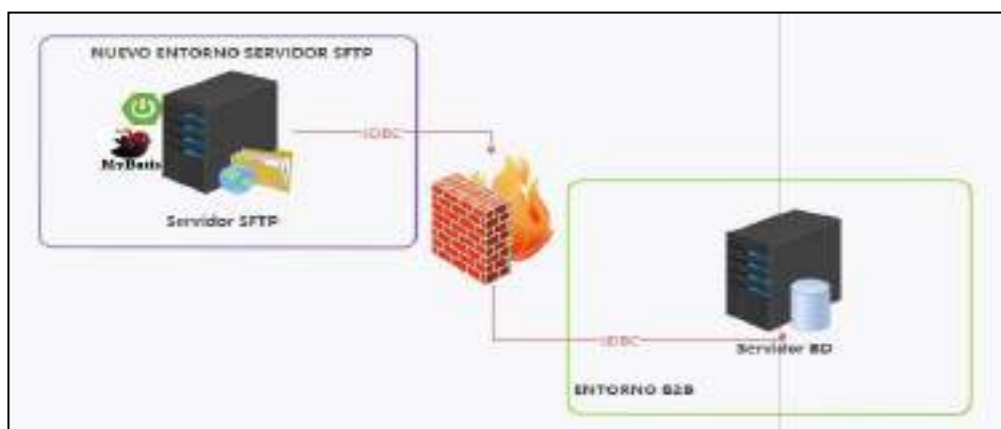 NUEVO ENTORNO SERVIDOR SFTP
JDBC
MyBatis
Servidor SFTP
JDBC
Servidor BD
ENTORNO B2B